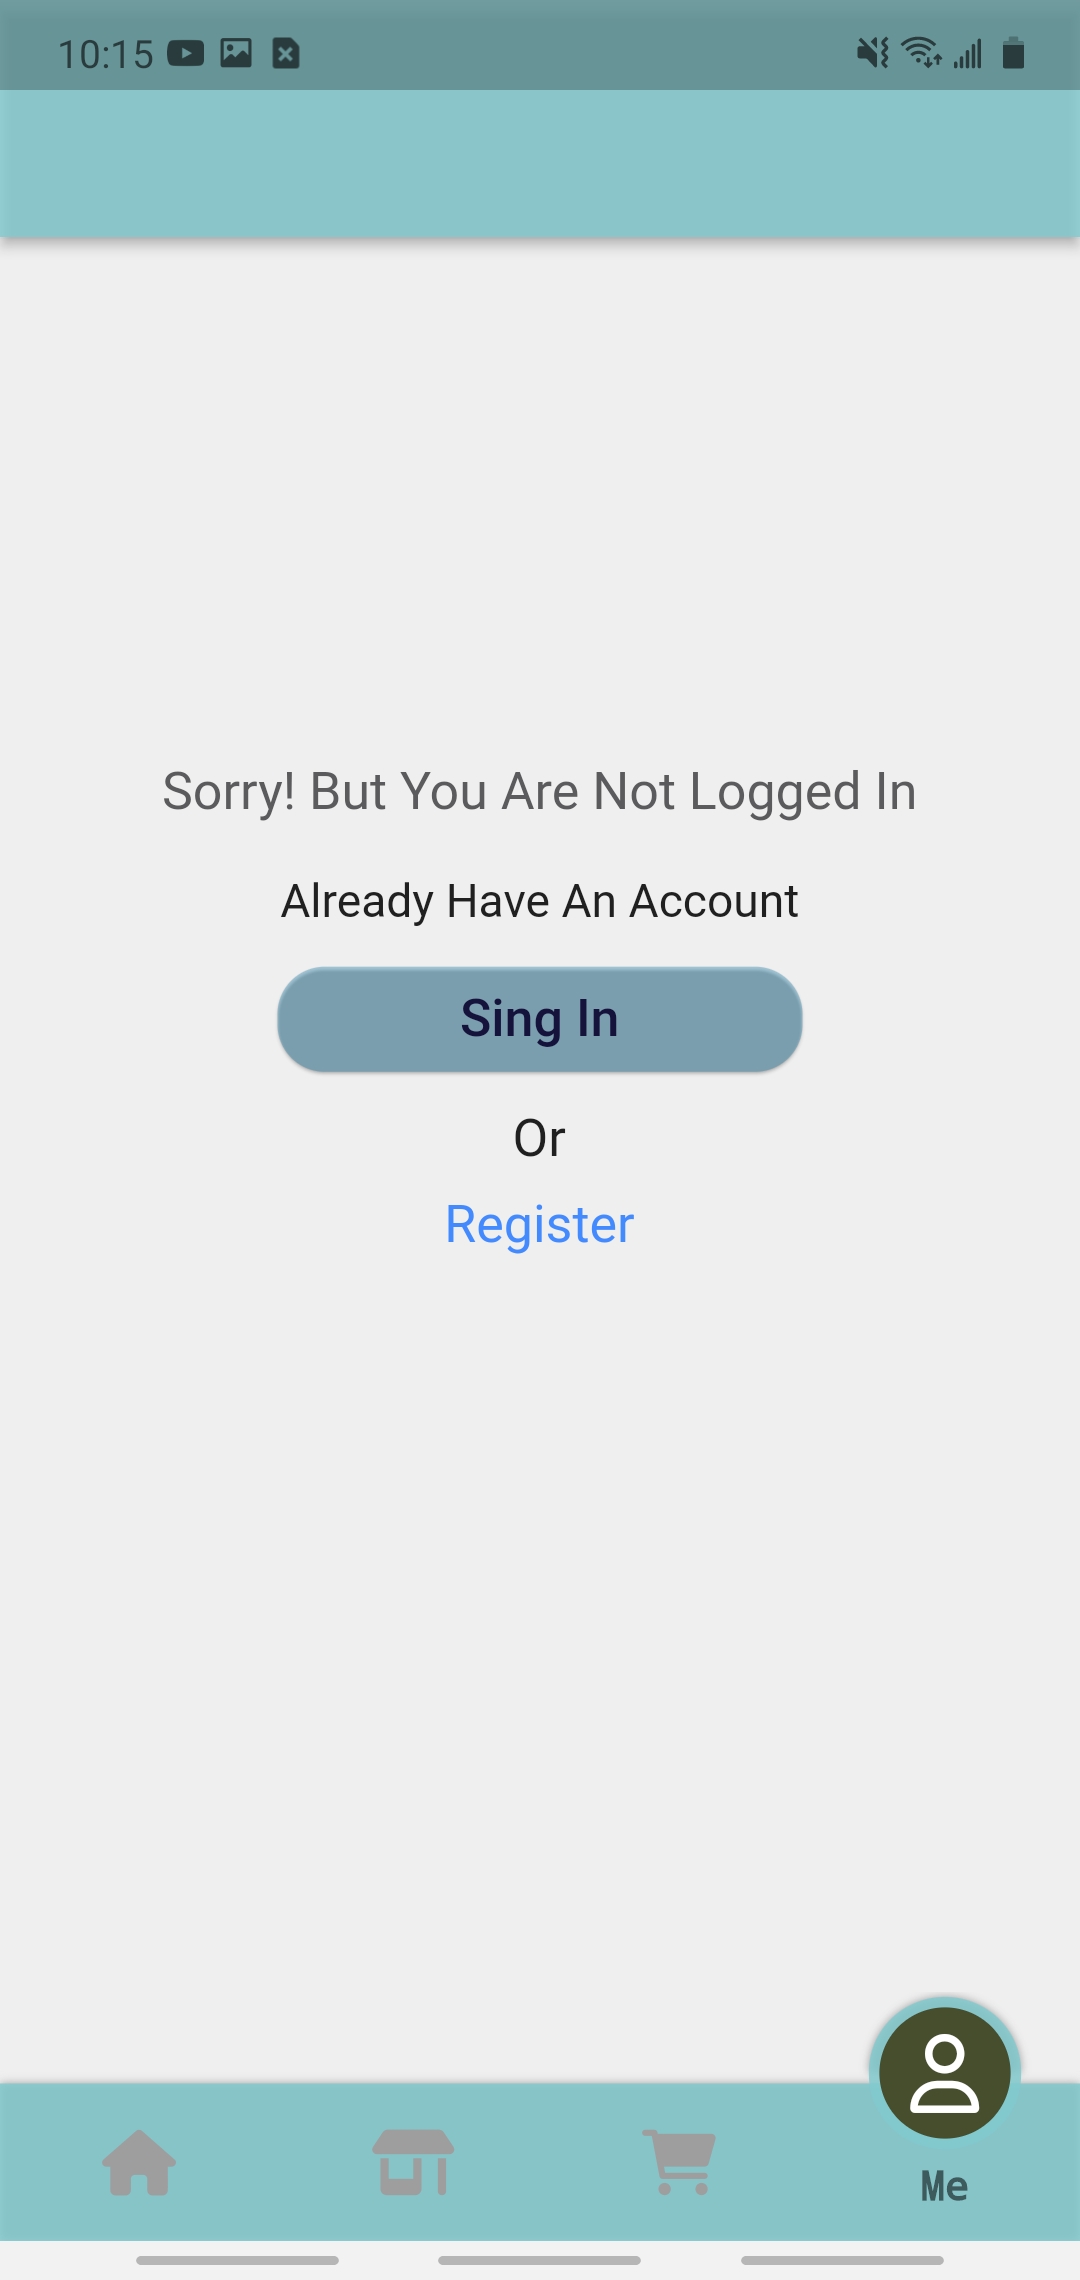 10:15
Sorry! But You Are Not Logged In
Already Have An Account
Sing In
Or
Register
Me